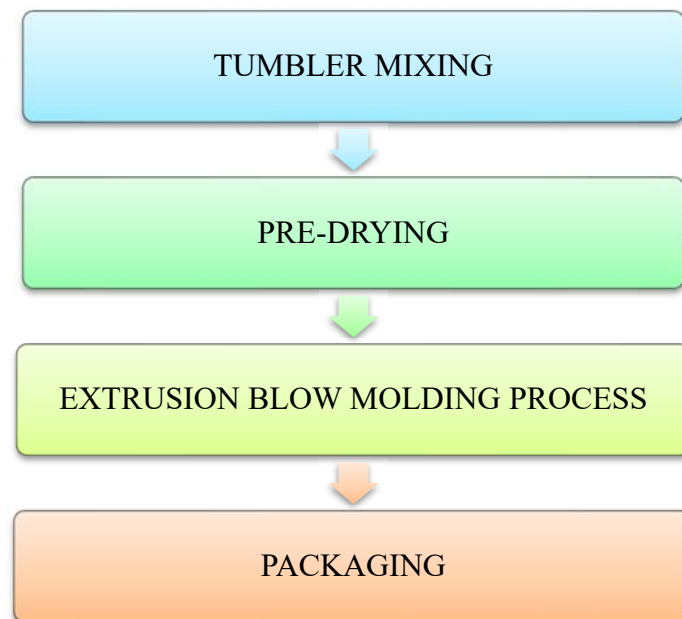 TUMBLER MIXING
PRE-DRYING
EXTRUSION BLOW MOLDING PROCESS
PACKAGING